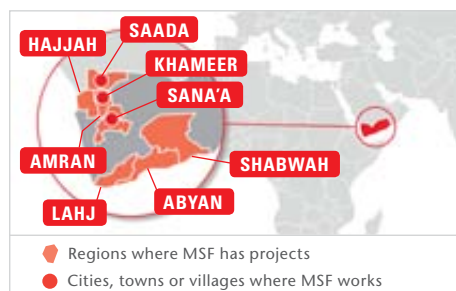 SAADA
HAJJAH
KHAMEER
SANA'A
AMRAN
SHABWAH
ABYAN
LAHJ
Regions where MSF has projects
Cities, towns or villages where MSF works